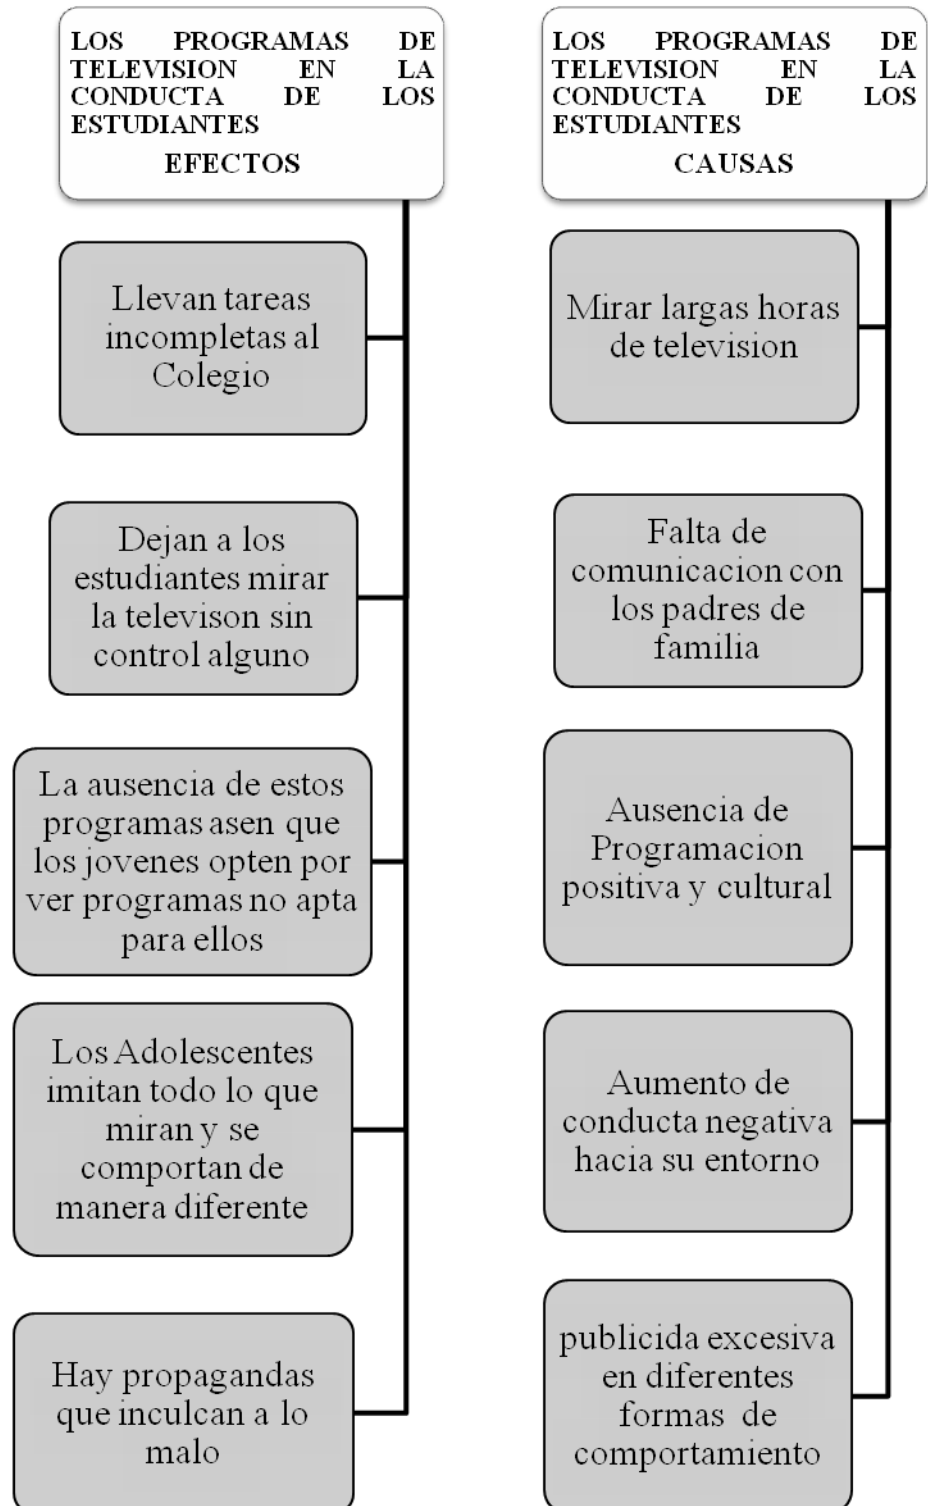 LOS PROGRAMAS DE
TELEVISION EN LA
CONDUCTA DE LOS
ESTUDIANTES
EFECTOS
Llevan tareas
incompletas al
Colegio
Dejan a los
estudiantes mirar
la televison sin
control alguno
La ausencia de estos
programas asen que
los jovenes opten por
ver programas no apta
para ellos
Los Adolescentes
imitan todo lo que
miran y se
comportan de
manera diferente
Hay propagandas
que inculcan a lo
malo
LOS PROGRAMAS DE
TELEVISION EN LA
CONDUCTA DE LOS
ESTUDIANTES
CAUSAS
Mirar largas horas
de television
Falta de
comunicacion con
los padres de
familia
Ausencia de
Programacion
positiva y cultural
Aumento de
conducta negativa
hacia su entorno
publicida excesiva
en diferentes
formas de
comportamiento